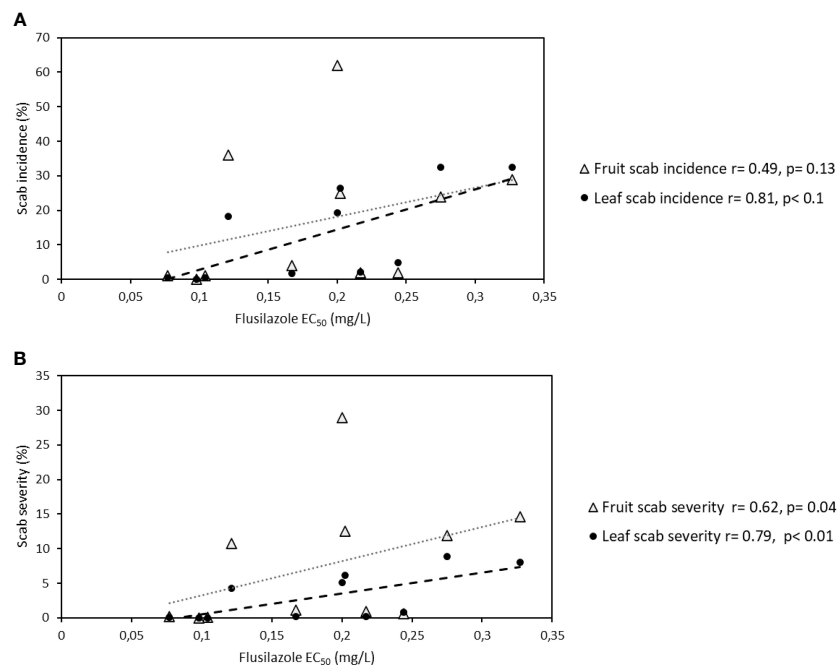 A
70
60
50
40
30
20
10
0
Scab incidence (%)
0 0,05 0,1 0,15 0,2 0,25 0,3 0,35
Flusilazole EC50 (mg/L)
Fruit scab incidence r= 0.49, p= 0.13
Leaf scab incidence r= 0.81, p< 0.1
B
35
30
25
20
15
10
5
0
Scab severity (%)
0 0,05 0,1 0,15 0,2 0,25 0,3 0,35
Flusilazole EC50 (mg/L)
Fruit scab severity r= 0.62, p= 0.04
Leaf scab severity r= 0.79, p< 0.01